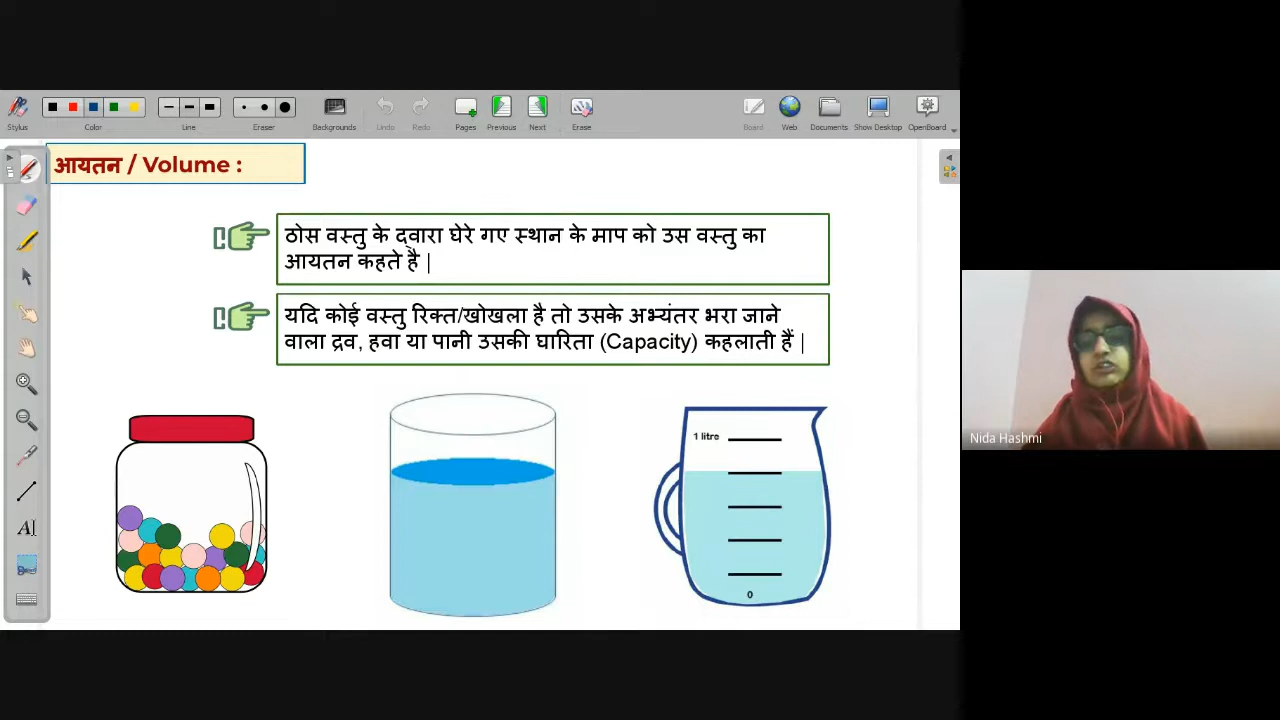 Stylus
Color
Line
Eraser
Backgrounds
Undo
Redo
Pages
Previous
Next
Erase
Board
Web
Documents
Show Desktop
OpenBoard
आयतन / Volume :
ठोस वस्तु के द्वारा घेरे गए स्थान के माप को उस वस्तु का
आयतन कहते है |
यदि कोई वस्तु रिक्त/खोखला है तो उसके अभ्यंतर भरा जाने
वाला द्रव, हवा या पानी उसकी घारिता (Capacity) कहलाती हैं |
1 litre
0
Nida Hashmi